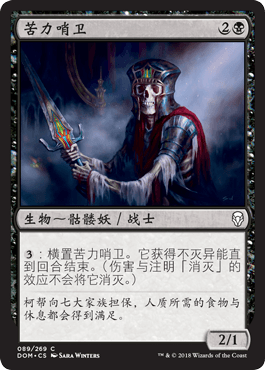 苦力哨卫 2
生物～骷髅妖／战士
3：横置苦力哨卫。它获得不灭异能直
到回合结束。（伤害与注明「消灭」的
效应不会将它消灭。）
柯帮七大家族担保，人质所需的食物与
休息都会得到满足。
2/1
089/269 C
DOM • CS SARA WINTERS
™ & © 2018 Wizards of the Coast